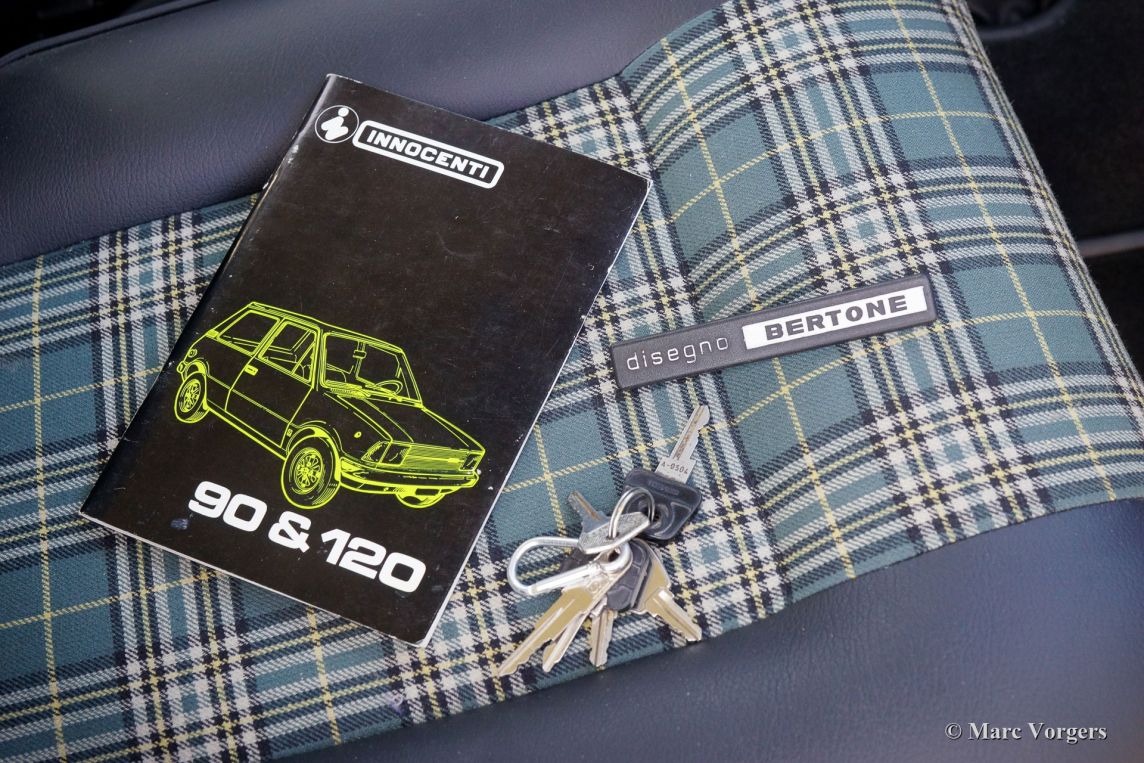 INNOCENTI
90 & 120
disegno BERTONE
A-0504
© Marc Vorgers